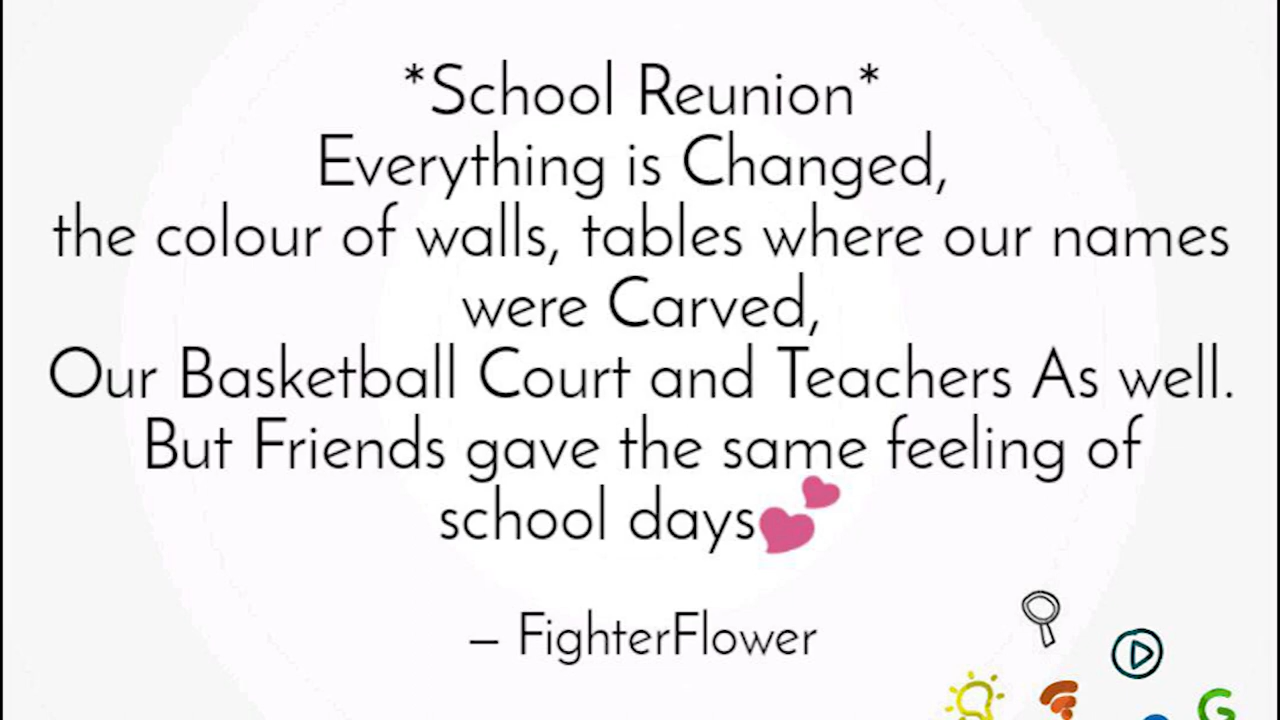 *School Reunion*
Everything is Changed,
the colour of walls, tables where our names
were Carved,
Our Basketball Court and Teachers As well.
But Friends gave the same feeling of
school days💕
– FighterFlower